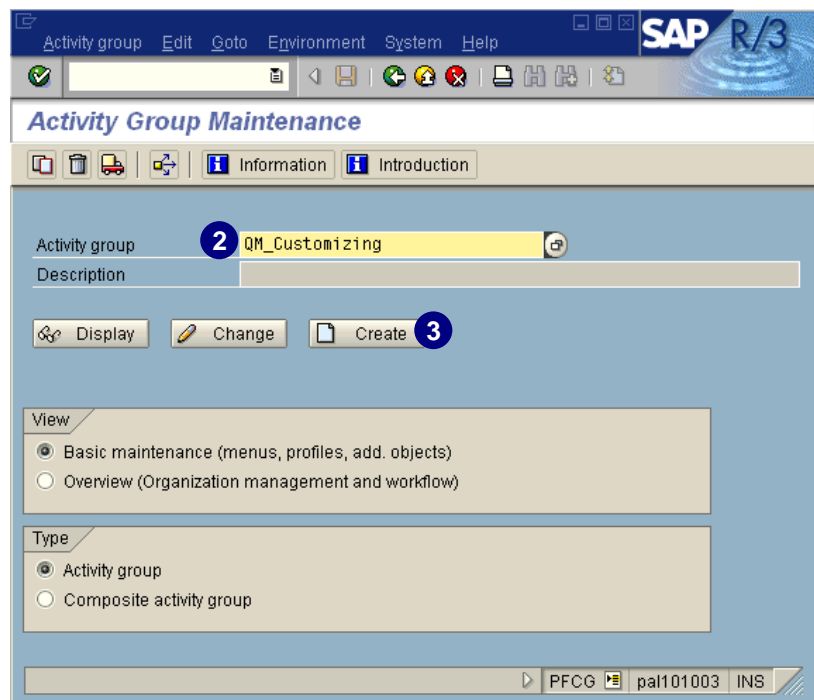 Activity group Edit Goto Environment System Help
SAP R/3
Activity Group Maintenance
Information Introduction
Activity group 2 QM_Customizing
Description
Display Change Create 3
View
Basic maintenance (menus, profiles, add. objects)
Overview (Organization management and workflow)
Type
Activity group
Composite activity group
PFCG pal101003 INS